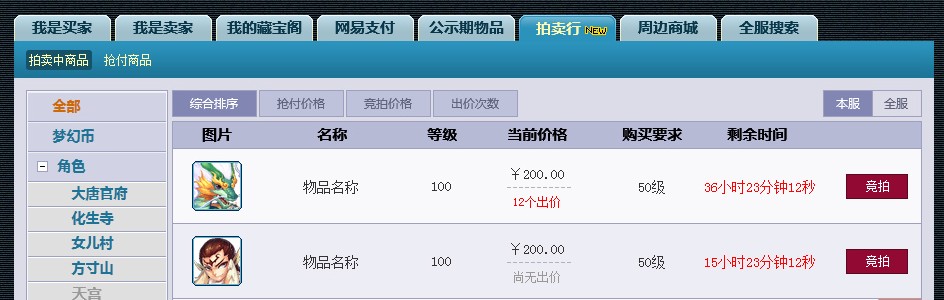 我是买家 我是卖家 我的藏宝阁 网易支付 公示期物品 拍卖行 NEW 周边商城 全服搜索
拍卖中商品 抢付商品
全部
梦幻币
角色
大唐官府
化生寺
女儿村
方寸山
天宫
综合排序 抢付价格 竞拍价格 出价次数 本服 全服
图片 名称 等级 当前价格 购买要求 剩余时间
物品名称 100 ￥200.00 50级 36小时23分钟12秒 竞拍
12个出价
物品名称 100 ￥200.00 50级 15小时23分钟12秒 竞拍
尚无出价